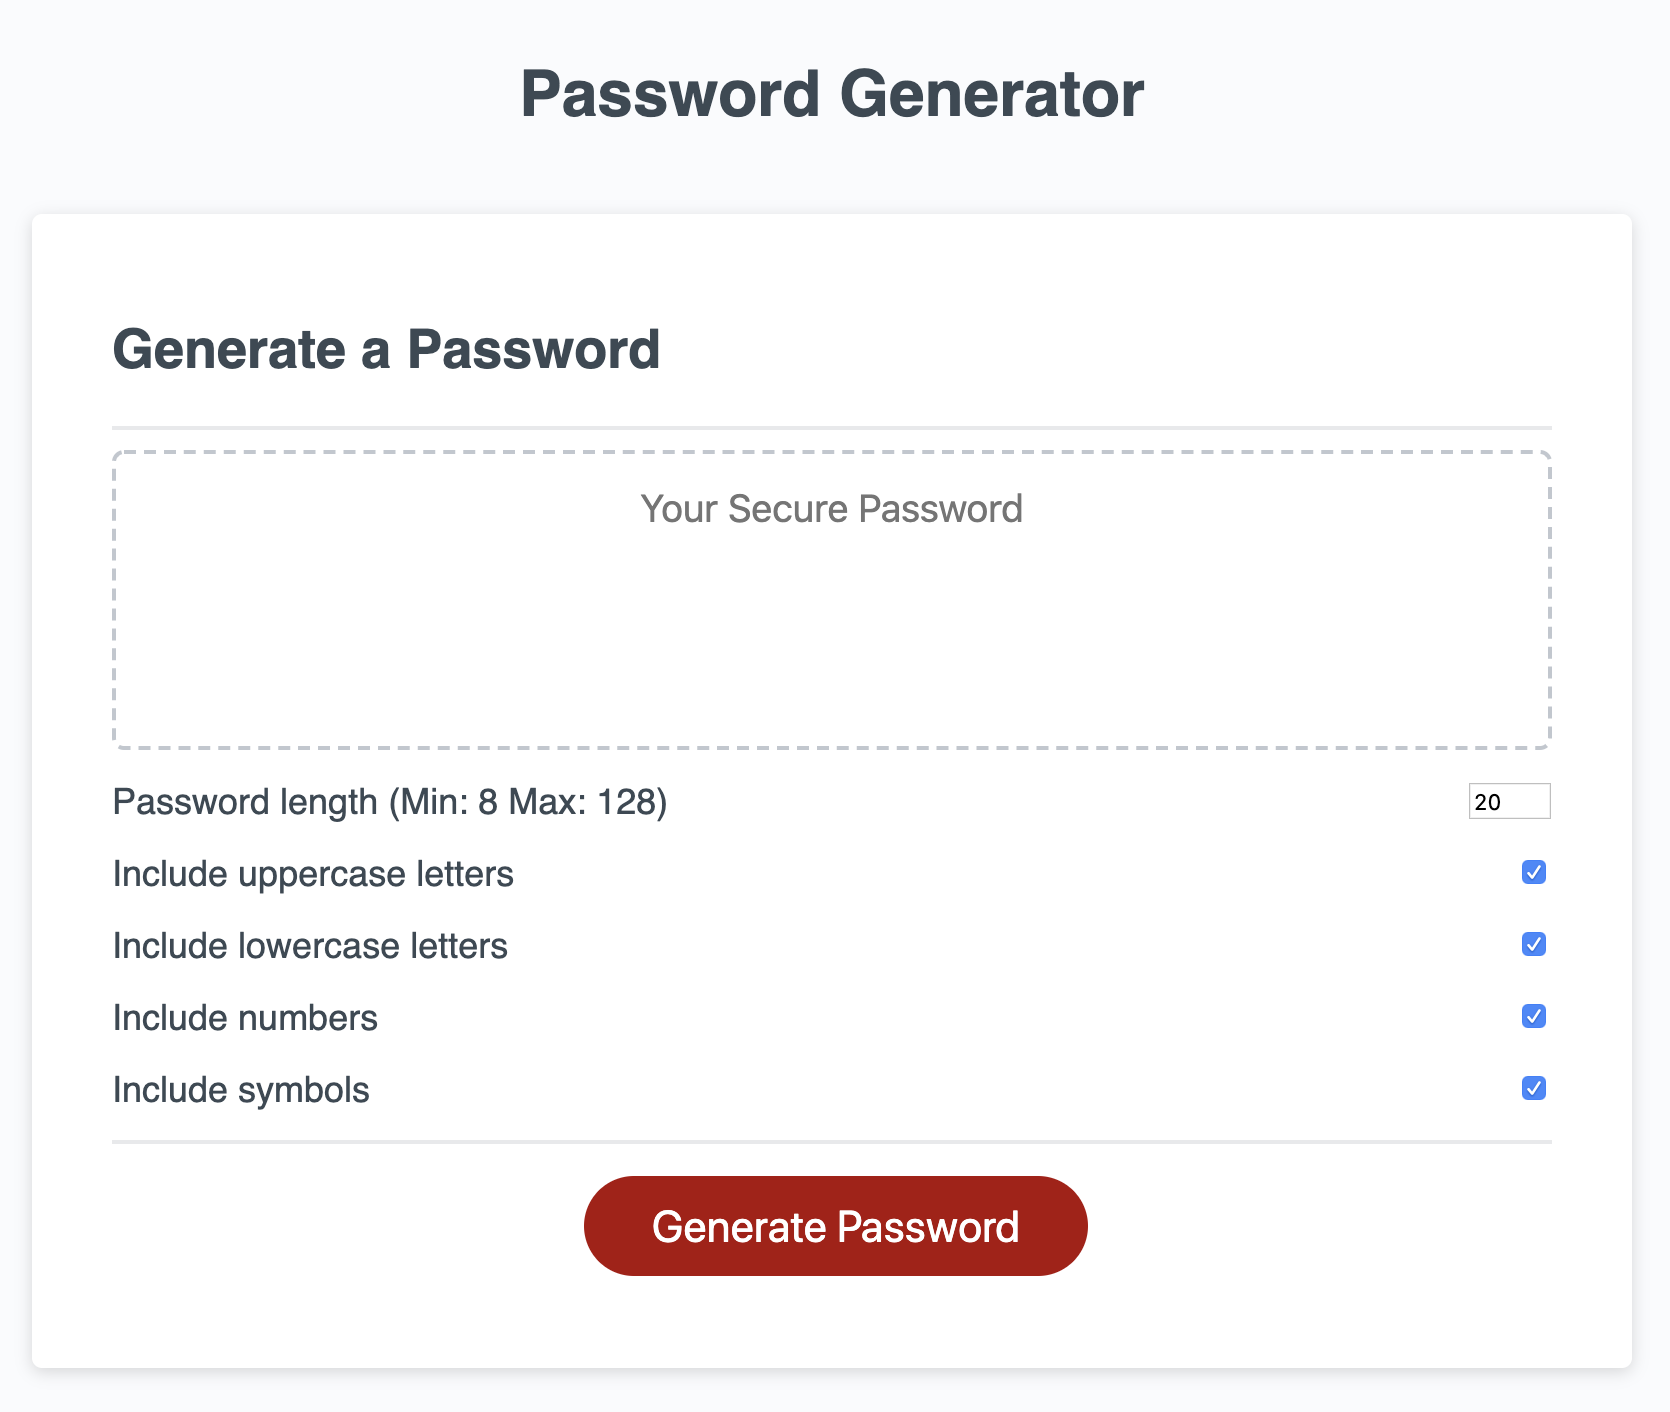 Password Generator
Generate a Password
Your Secure Password
Password length (Min: 8 Max: 128)
20
Include uppercase letters
Include lowercase letters
Include numbers
Include symbols
Generate Password